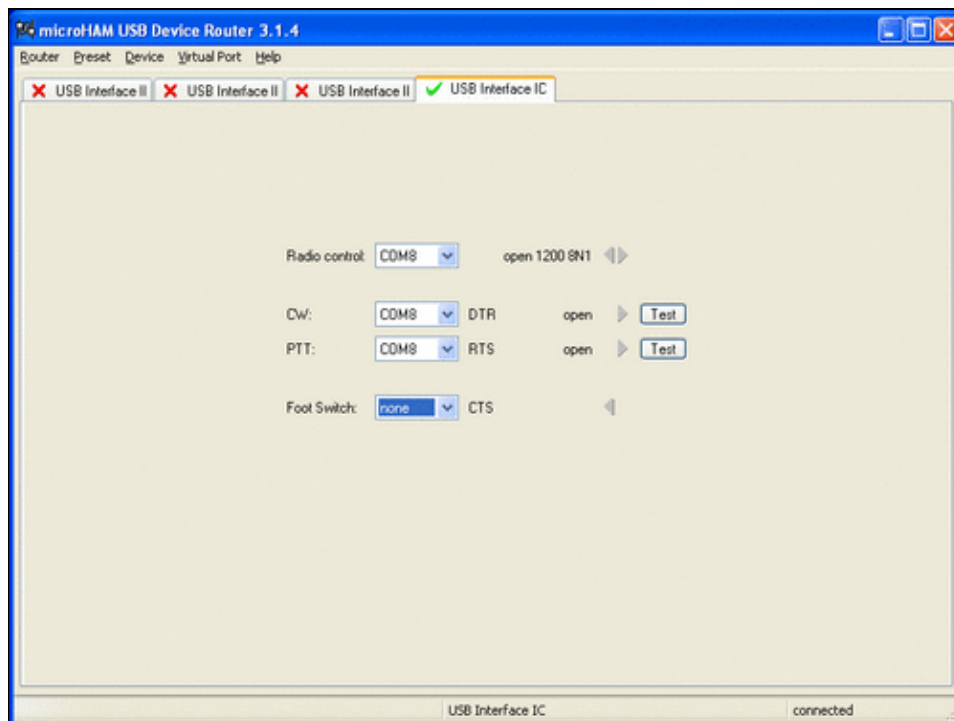 microHAM USB Device Router 3.1.4
Router Preset Device Virtual Port Help
USB Interface II USB Interface II USB Interface II USB Interface IC
Radio control: COM8 open 1200 8N1
CW: COM8 DTR open Test
PTT: COM8 RTS open Test
Foot Switch: none CTS
USB Interface IC connected